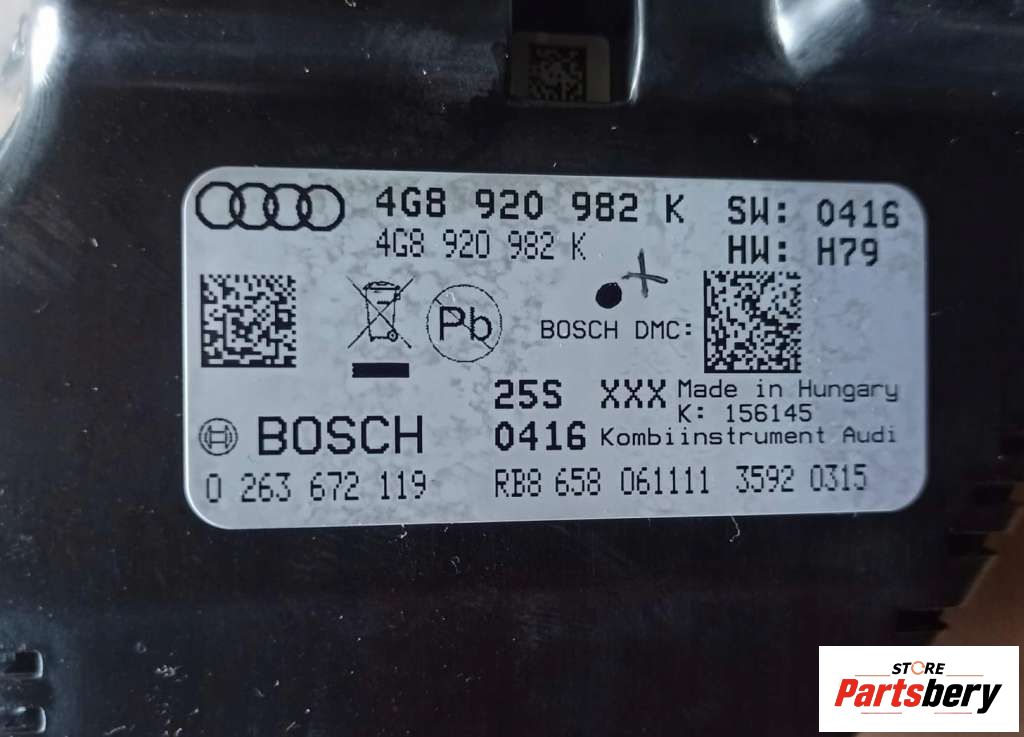 4G8 920 982 K SW: 0416
4G8 920 982 K HW: H79
Pb
BOSCH DMC:
25S XXX Made in Hungary
K: 156145
BOSCH 0416 Kombiinstrument Audi
0 263 672 119 RB8 658 061111 3592 0315
STORE
Partsbery